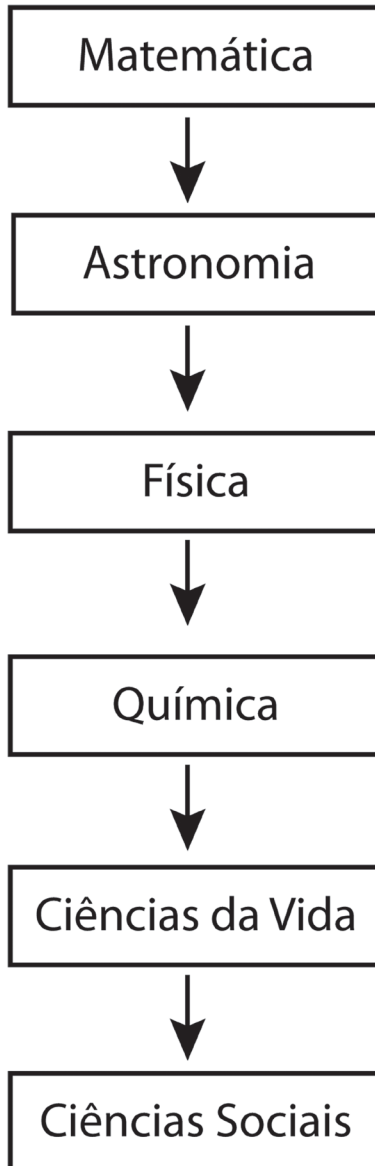 Matemática
Astronomia
Física
Química
Ciências da Vida
Ciências Sociais